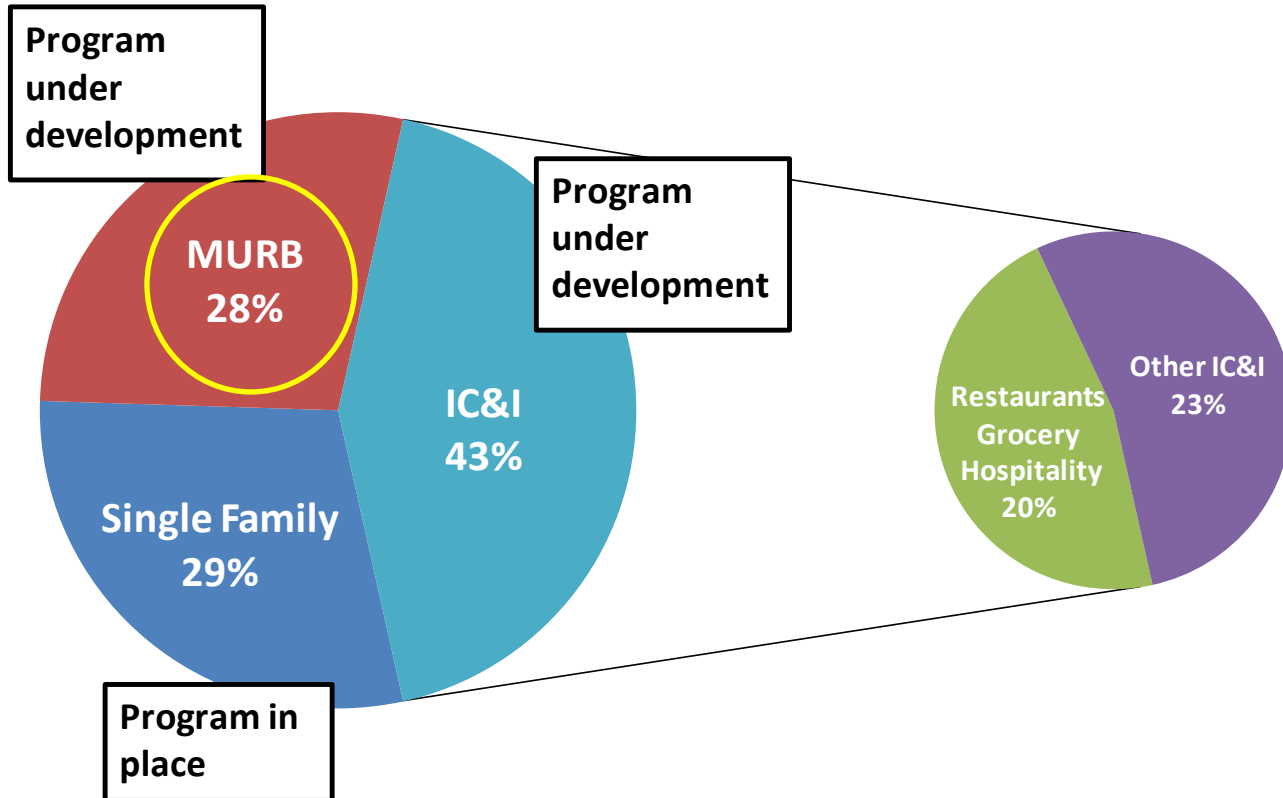 Program
under
development
MURB
28%
Program
under
development
IC&I
43%
Single Family
29%
Program in
place
Other IC&I
23%
Restaurants
Grocery
Hospitality
20%